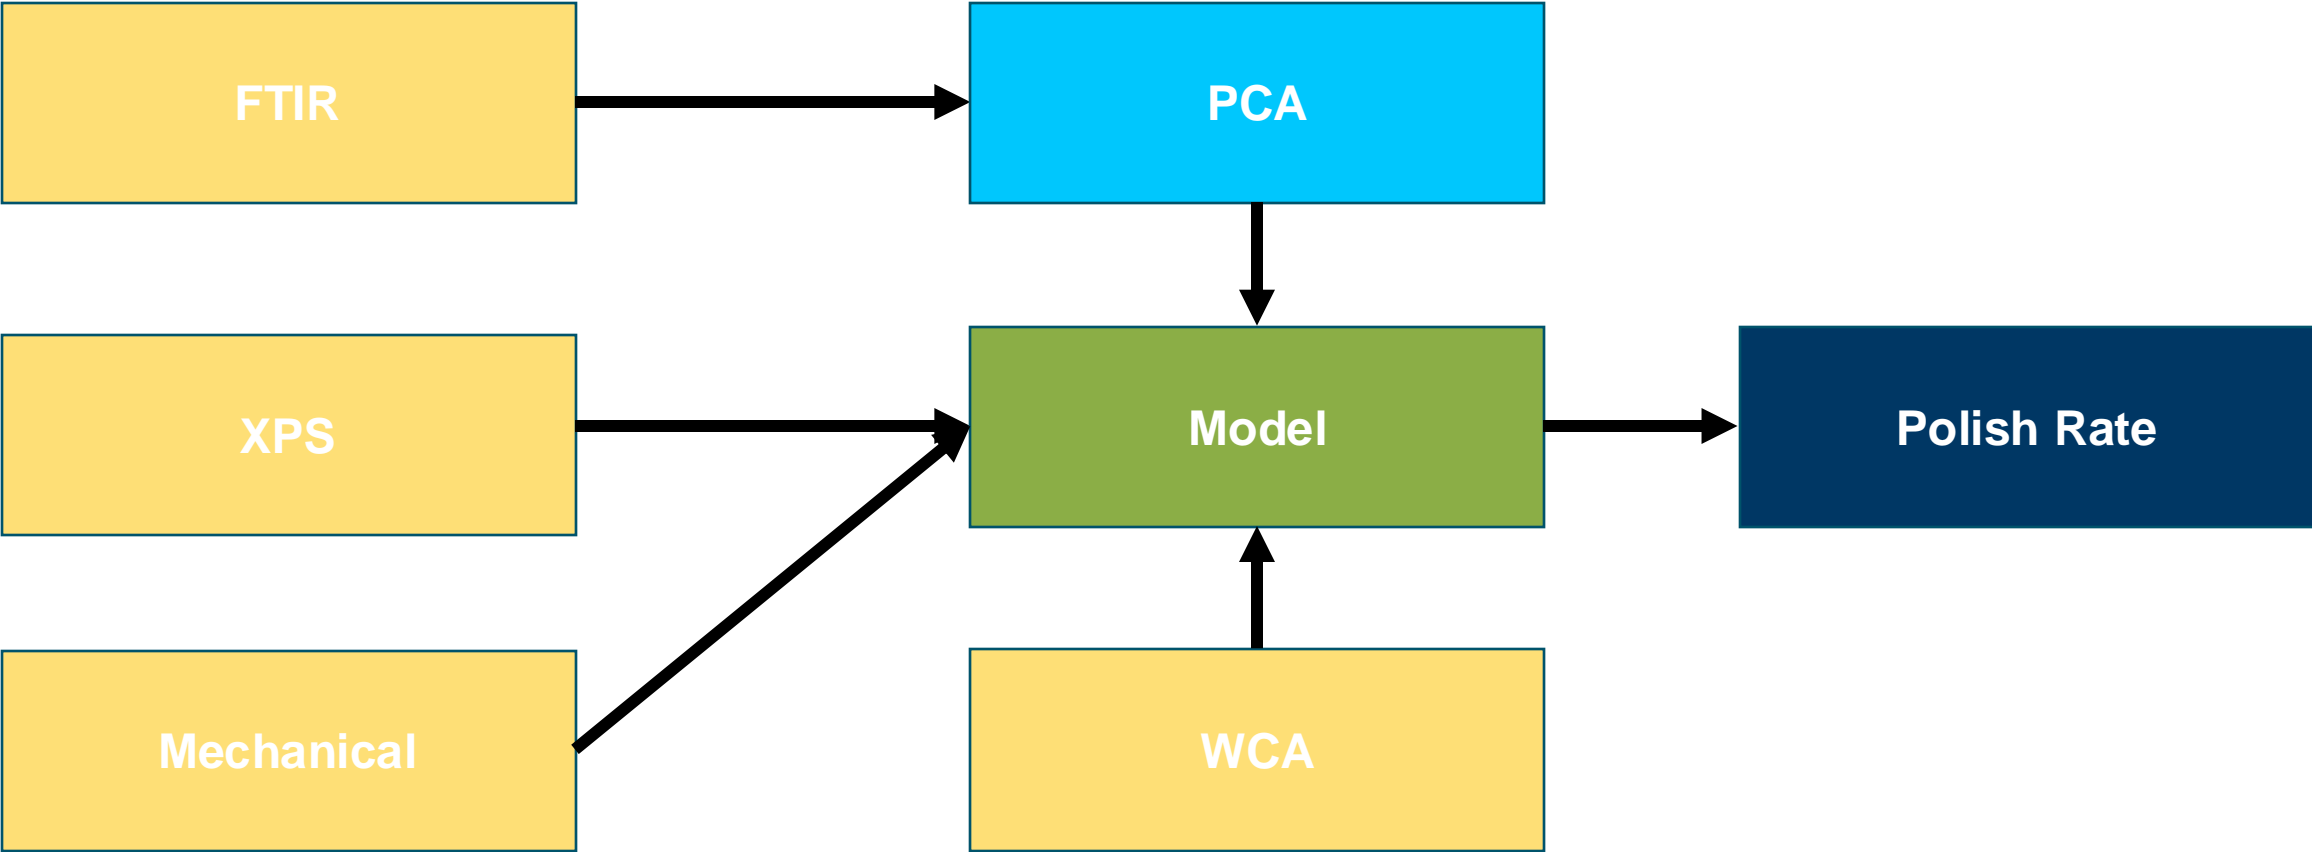 FTIR
PCA
XPS
Model
Polish Rate
Mechanical
WCA